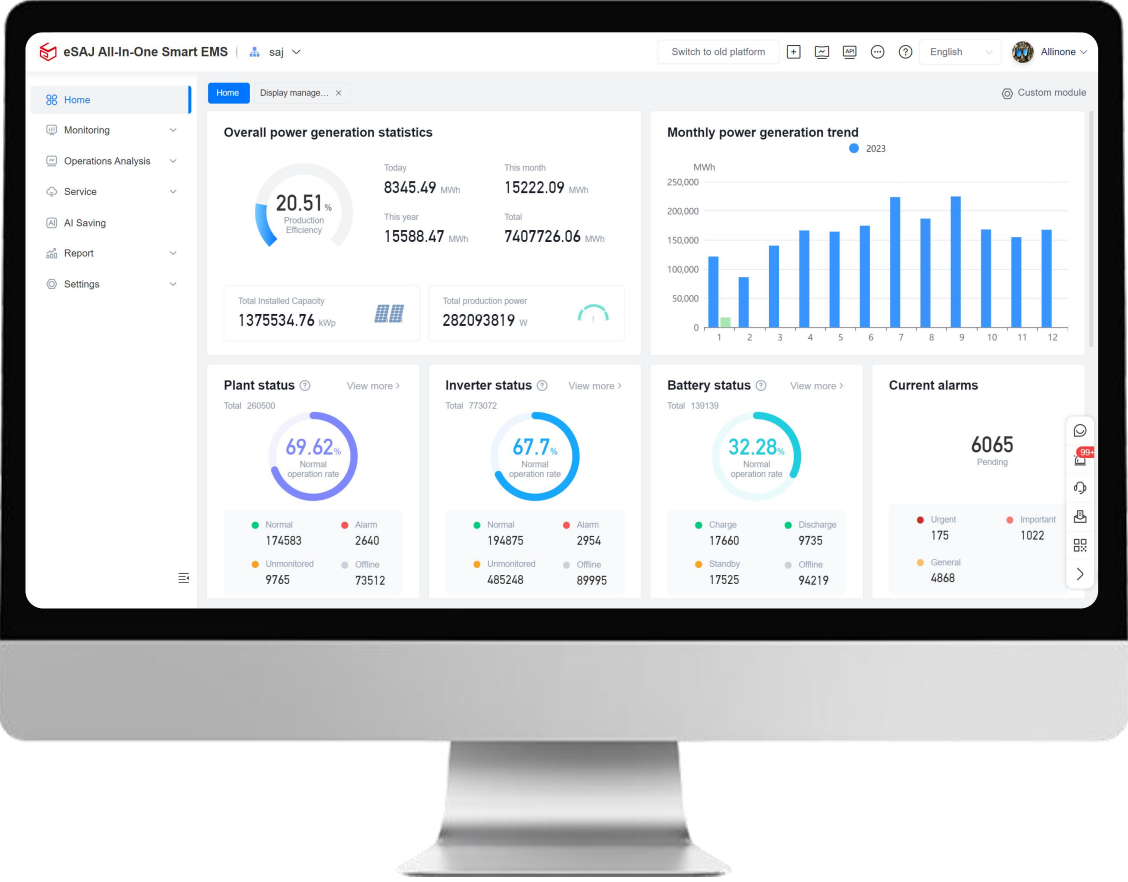 eSAJ All-In-One Smart EMS
saj
Switch to old platform
API
English
Allinone
Home
Monitoring
Operations Analysis
Service
AI Saving
Report
Settings
Home
Display manage...
Custom module
Overall power generation statistics
20.51%
Production
Efficiency
Today
8345.49 MWh
This month
15222.09 MWh
This year
15588.47 MWh
Total
7407726.06 MWh
Total Installed Capacity
1375534.76 kWp
Total production power
282093819 W
Monthly power generation trend
2023
MWh
250,000
200,000
150,000
100,000
50,000
0
1 2 3 4 5 6 7 8 9 10 11 12
Plant status
View more >
Total 260500
69.62%
Normal
operation rate
Normal
174583
Alarm
2640
Unmonitored
9765
Offline
73512
Inverter status
View more >
Total 773072
67.7%
Normal
operation rate
Normal
194875
Alarm
2954
Unmonitored
485248
Offline
89995
Battery status
View more >
Total 139139
32.28%
Normal
operation rate
Charge
17660
Discharge
9735
Standby
17525
Offline
94219
Current alarms
6065
Pending
Urgent
175
Important
1022
General
4868
99+